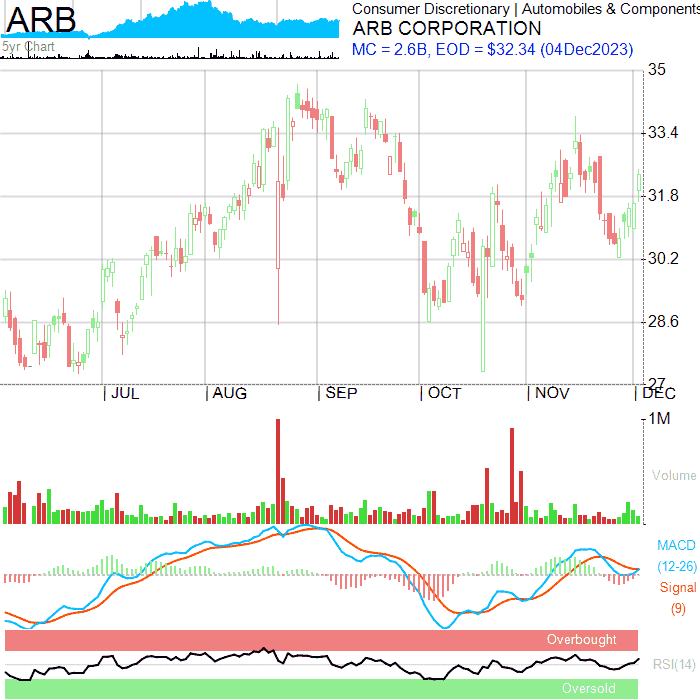 ARB
5yr Chart
Consumer Discretionary | Automobiles & Components
ARB CORPORATION
MC = 2.6B, EOD = $32.34 (04Dec2023)
35
33.4
31.8
30.2
28.6
27
JUL AUG SEP OCT NOV DEC
1M
Volume
MACD
(12-26)
Signal
(9)
Overbought
RSI(14)
Oversold